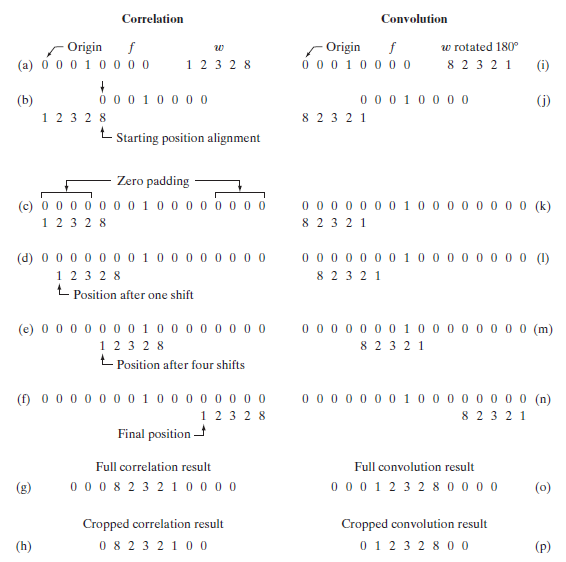 Correlation Convolution
Origin f w Origin f w rotated 180°
(a) 0 0 0 1 0 0 0 0 1 2 3 2 8 0 0 0 1 0 0 0 0 8 2 3 2 1 (i)
(b) 0 0 0 1 0 0 0 0 0 0 0 1 0 0 0 0 (j)
1 2 3 2 8 8 2 3 2 1
Starting position alignment
Zero padding
(c) 0 0 0 0 0 0 0 1 0 0 0 0 0 0 0 0 0 0 0 0 0 0 0 1 0 0 0 0 0 0 0 0 (k)
1 2 3 2 8 8 2 3 2 1
(d) 0 0 0 0 0 0 0 1 0 0 0 0 0 0 0 0 0 0 0 0 0 0 0 1 0 0 0 0 0 0 0 0 (l)
1 2 3 2 8 8 2 3 2 1
Position after one shift
(e) 0 0 0 0 0 0 0 1 0 0 0 0 0 0 0 0 0 0 0 0 0 0 0 1 0 0 0 0 0 0 0 0 (m)
1 2 3 2 8 8 2 3 2 1
Position after four shifts
(f) 0 0 0 0 0 0 0 1 0 0 0 0 0 0 0 0 0 0 0 0 0 0 0 1 0 0 0 0 0 0 0 0 (n)
1 2 3 2 8 8 2 3 2 1
Final position
Full correlation result Full convolution result
(g) 0 0 0 8 2 3 2 1 0 0 0 0 0 0 0 1 2 3 2 8 0 0 0 0 (o)
Cropped correlation result Cropped convolution result
(h) 0 8 2 3 2 1 0 0 0 1 2 3 2 8 0 0 (p)